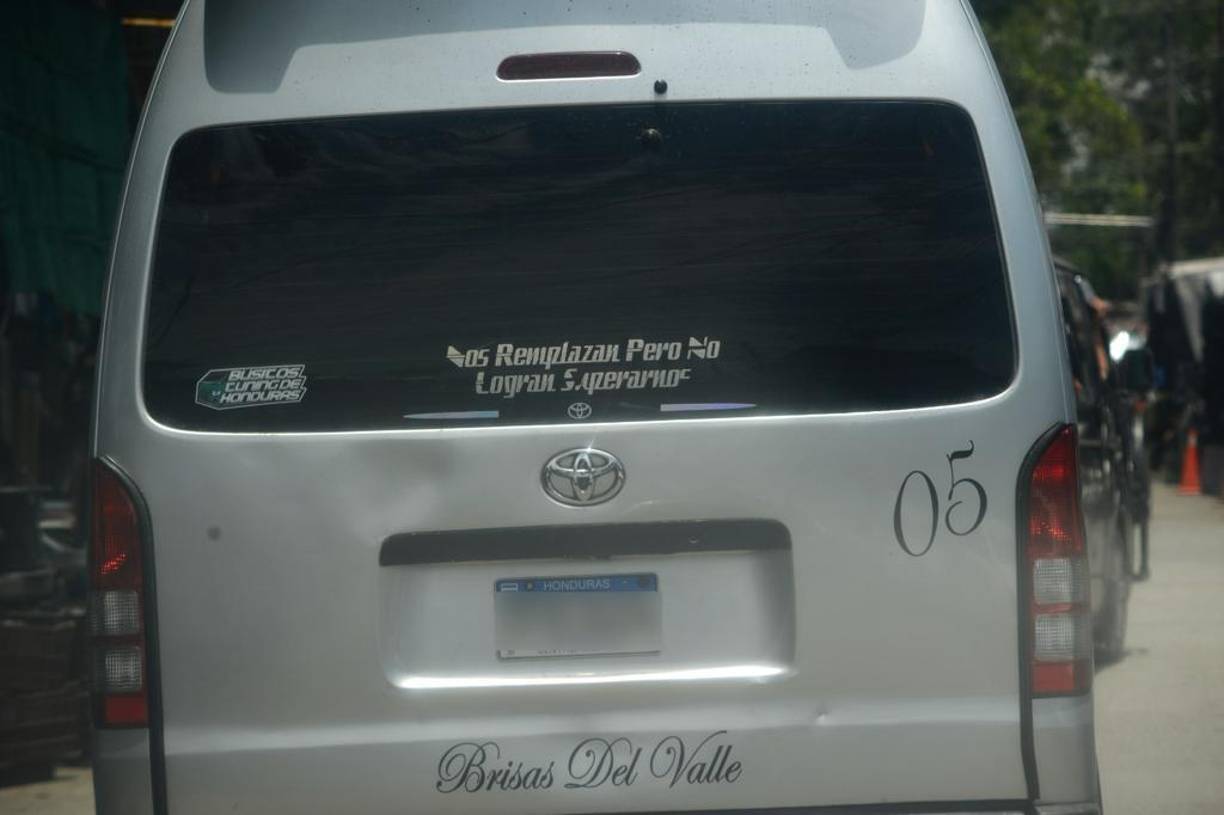 Nos Remplazan Pero No
Logran Superarnos
BUSITOS
TUNING DE
HONDURAS
05
HONDURAS
Brisas Del Valle